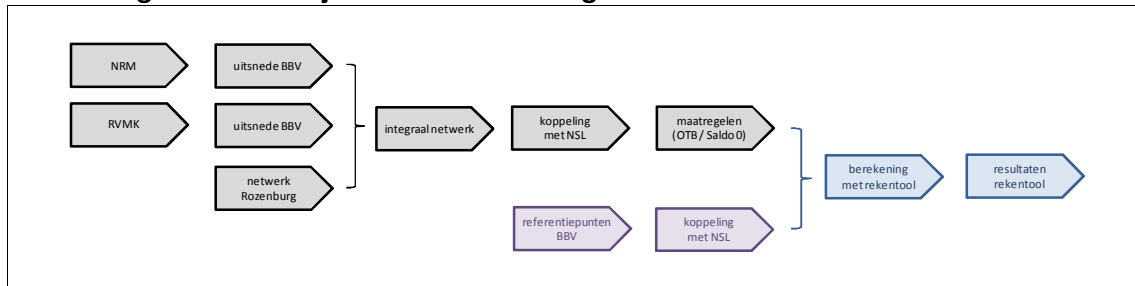 NRM
uitsnede BBV
RVMK
uitsnede BBV
netwerk
Rozenburg
integraal netwerk
koppeling
met NSL
maatregelen
(OTB / Saldo 0)
referentiepunten
BBV
koppeling
met NSL
berekening
met rekentool
resultaten
rekentool